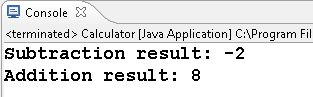 Console
<terminated> Calculator [Java Application] C:\Program Fil
Subtraction result: -2
Addition result: 8